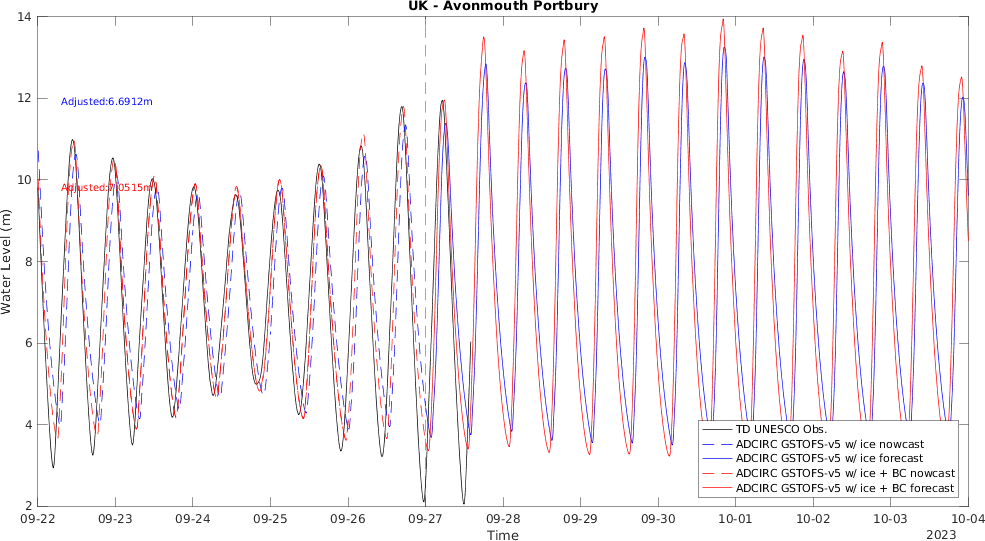 UK - Avonmouth Portbury
14
12
10
8
6
4
2
Water Level (m)
Adjusted:6.6912m
Adjusted:7.0515m
TD UNESCO Obs.
ADCIRC GSTOFS-v5 w/ ice nowcast
ADCIRC GSTOFS-v5 w/ ice forecast
ADCIRC GSTOFS-v5 w/ ice + BC nowcast
ADCIRC GSTOFS-v5 w/ ice + BC forecast
09-22 09-23 09-24 09-25 09-26 09-27 09-28 09-29 09-30 10-01 10-02 10-03 10-04
Time
2023